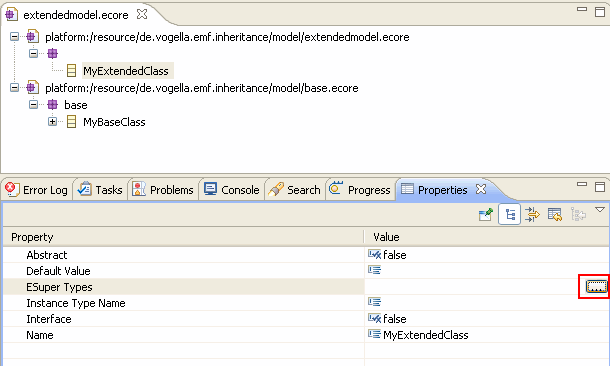 extendedmodel.ecore
platform:/resource/de.vogella.emf.inheritance/model/extendedmodel.ecore
MyExtendedClass
platform:/resource/de.vogella.emf.inheritance/model/base.ecore
base
MyBaseClass
Error Log Tasks Problems Console Search Progress Properties
Property Value
Abstract false
Default Value
ESuper Types ...
Instance Type Name
Interface false
Name MyExtendedClass